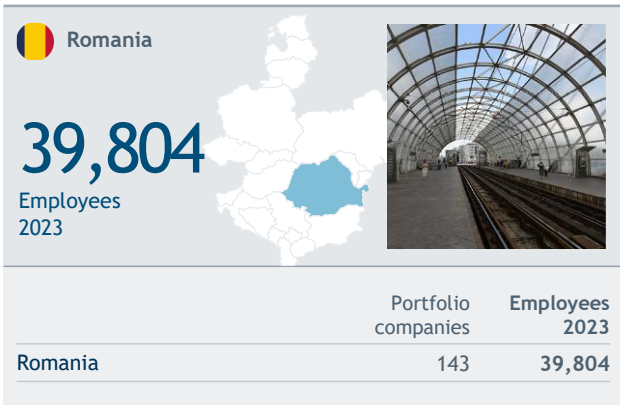 Romania
39,804
Employees
2023
Portfolio Employees
companies 2023
Romania 143 39,804